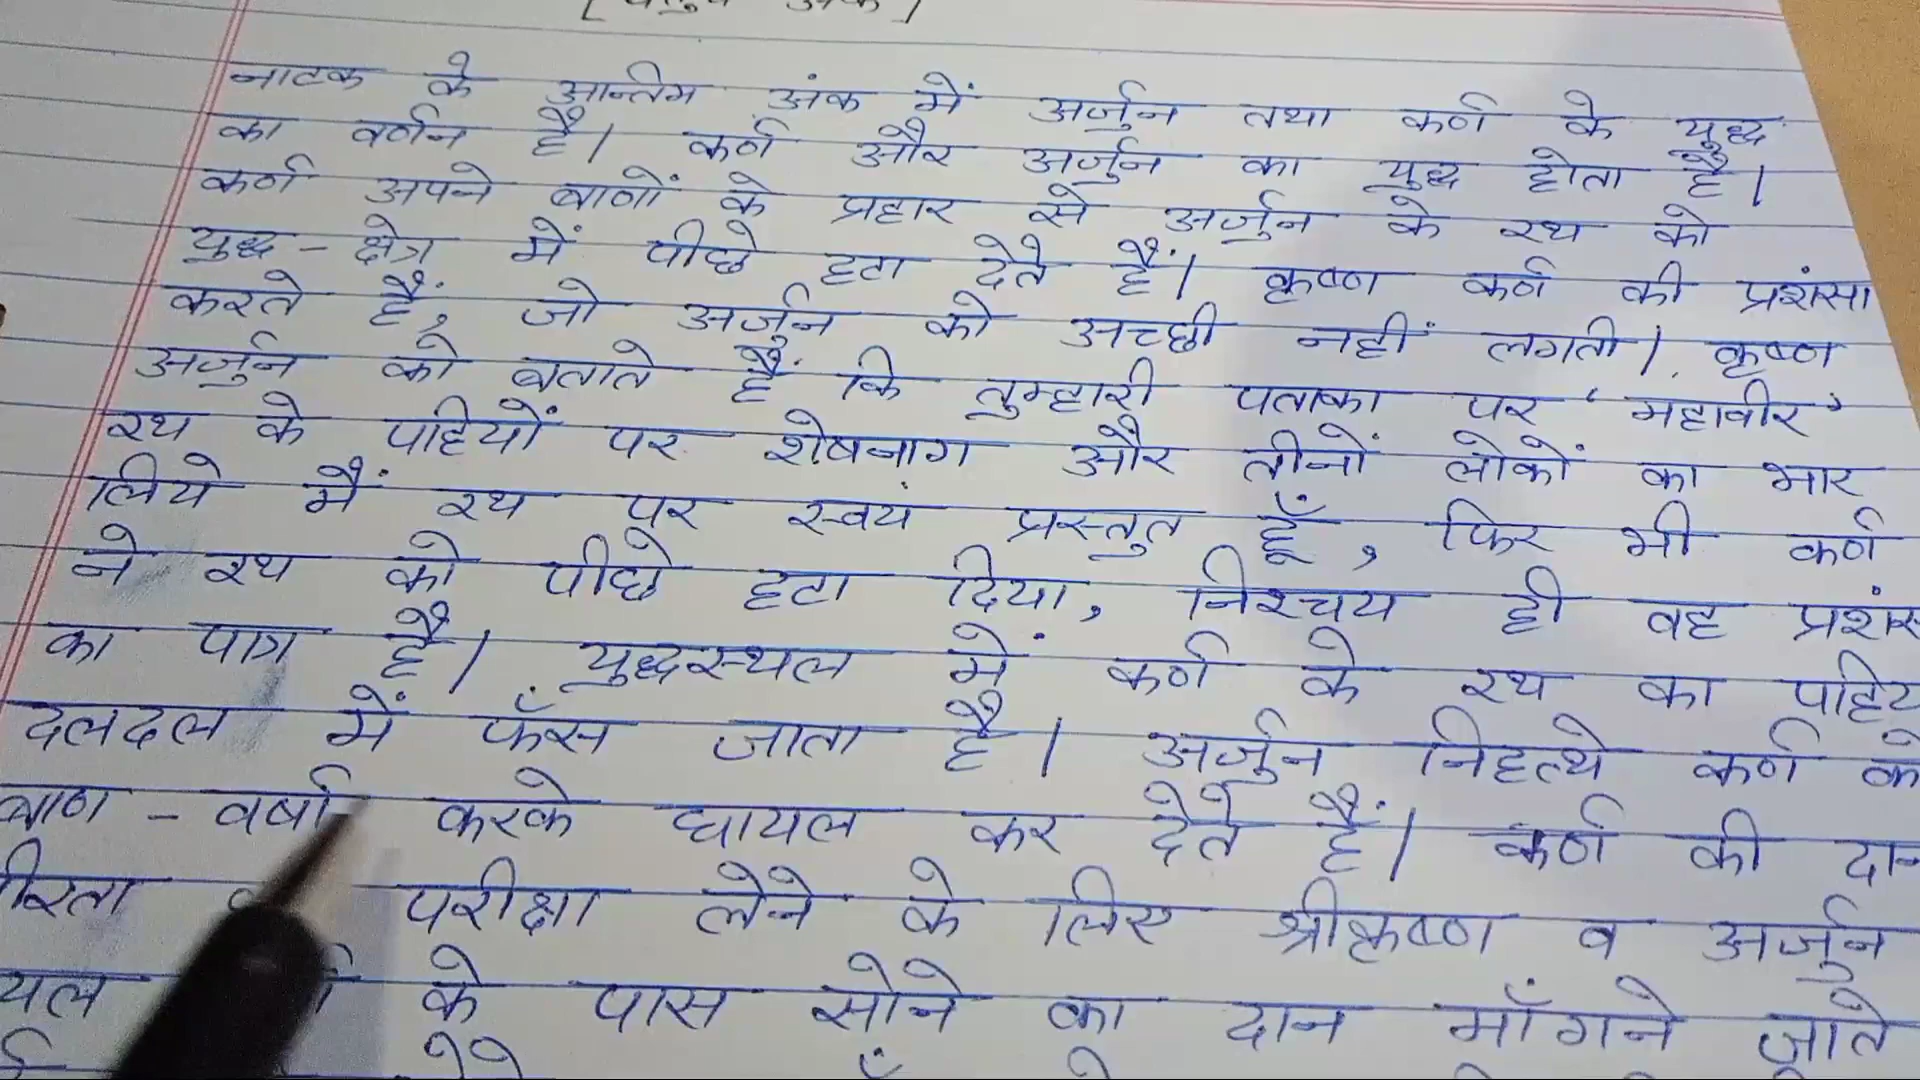 नाटक के अन्तिम अंक में अर्जुन तथा कर्ण के युद्ध
का वर्णन है। कर्ण और अर्जुन का युद्ध होता है।
कर्ण अपने बाणों के प्रहार से अर्जुन के रथ को
युद्ध - क्षेत्र में पीछे हटा देते हैं। कृष्ण कर्ण की प्रशंसा
करते हैं, जो अर्जुन को अच्छी नहीं लगती। कृष्ण
अर्जुन को बताते हैं कि तुम्हारी पताका पर 'महावीर'
रथ के पहियों पर शेषनाग और तीनों लोकों का भार
लिये मैं रथ पर स्वयं प्रस्तुत हूँ, फिर भी कर्ण
ने रथ को पीछे हटा दिया, निश्चय ही वह प्रशंस
का पात्र है। युद्धस्थल में कर्ण के रथ का पहिय
दलदल में फँस जाता है। अर्जुन निहत्थे कर्ण को
बाण - वर्षा करके घायल कर देते हैं। कर्ण की दान
परीक्षा लेने के लिए श्रीकृष्ण व अर्जुन
के पास सोने का दान माँगने जाते